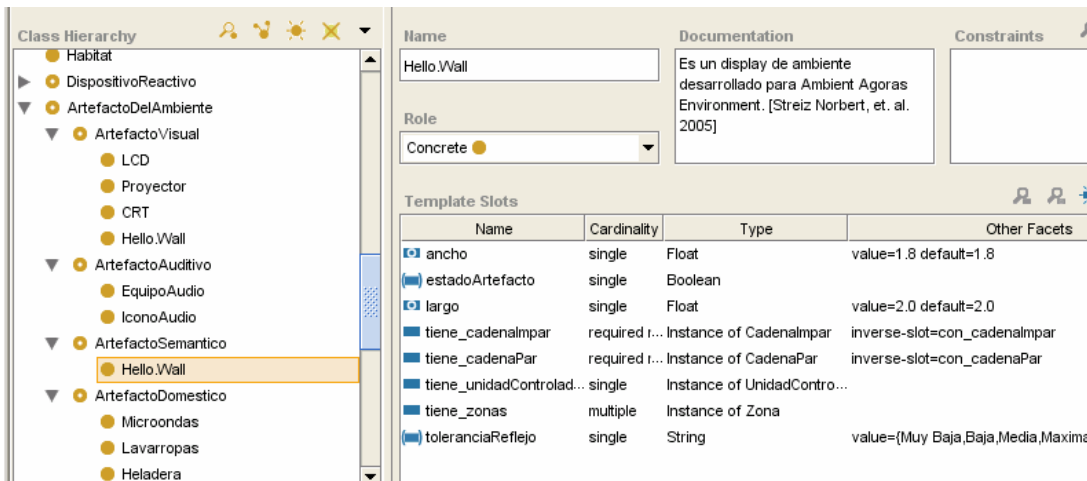 Class Hierarchy
Habitat
DispositivoReactivo
ArtefactoDelAmbiente
ArtefactoVisual
LCD
Proyector
CRT
Hello.Wall
ArtefactoAuditivo
EquipoAudio
IconoAudio
ArtefactoSemantico
Hello.Wall
ArtefactoDomestico
Microondas
Lavarropas
Heladera
Name
Hello.Wall
Role
Concrete
Documentation
Es un display de ambiente
desarrollado para Ambient Agoras
Environment. [Streiz Norbert, et. al.
2005]
Constraints
Template Slots
Name Cardinality Type Other Facets
ancho single Float value=1.8 default=1.8
estadoArtefacto single Boolean
largo single Float value=2.0 default=2.0
tiene_cadenaImpar required r... Instance of CadenaImpar inverse-slot=con_cadenaImpar
tiene_cadenaPar required r... Instance of CadenaPar inverse-slot=con_cadenaPar
tiene_unidadControlad... single Instance of UnidadContro...
tiene_zonas multiple Instance of Zona
toleranciaReflejo single String value={Muy Baja,Baja,Media,Maxima